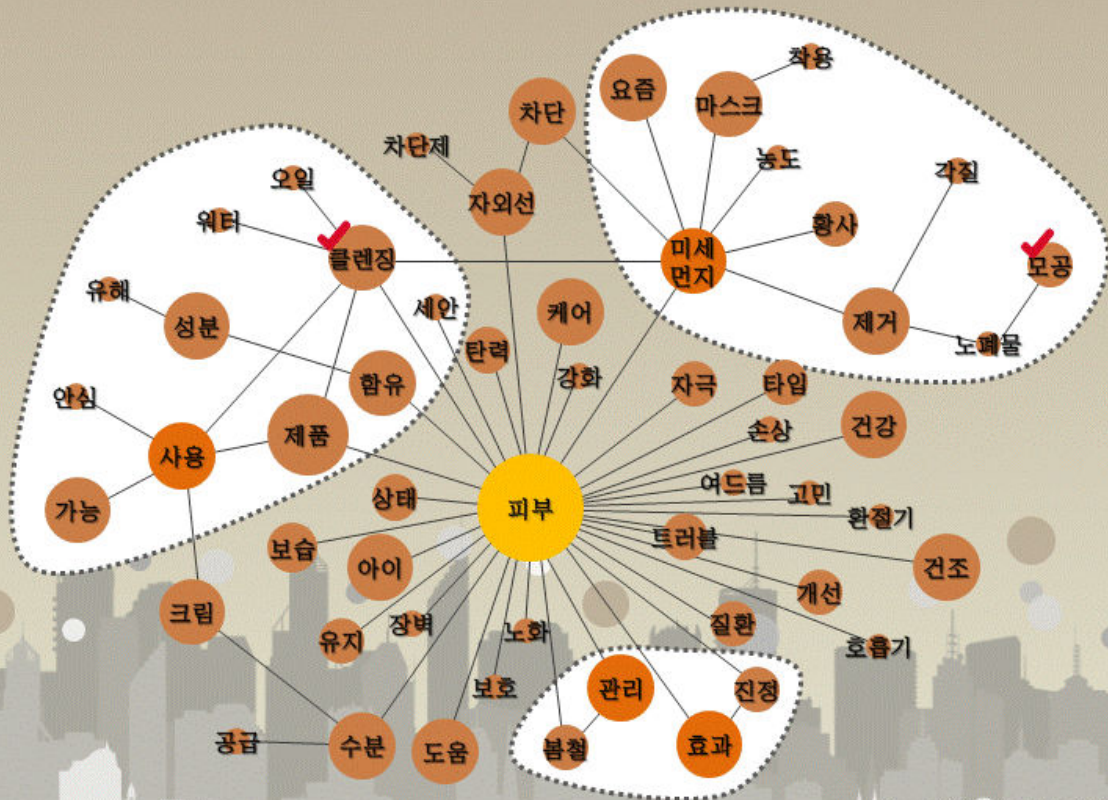 착용
요즘
마스크
차단
차단제
농도
각질
오일
자외선
워터
황사
클렌징
미세
먼지
모공
유해
세안
케어
성분
제거
노폐물
탄력
강화
자극
타임
함유
안심
손상
건강
제품
사용
여드름
고민
상태
가능
피부
환절기
트러블
보습
아이
건조
개선
크림
장벽
유지
노화
질환
호흡기
보호
관리
진정
공급
수분
도움
봄철
효과